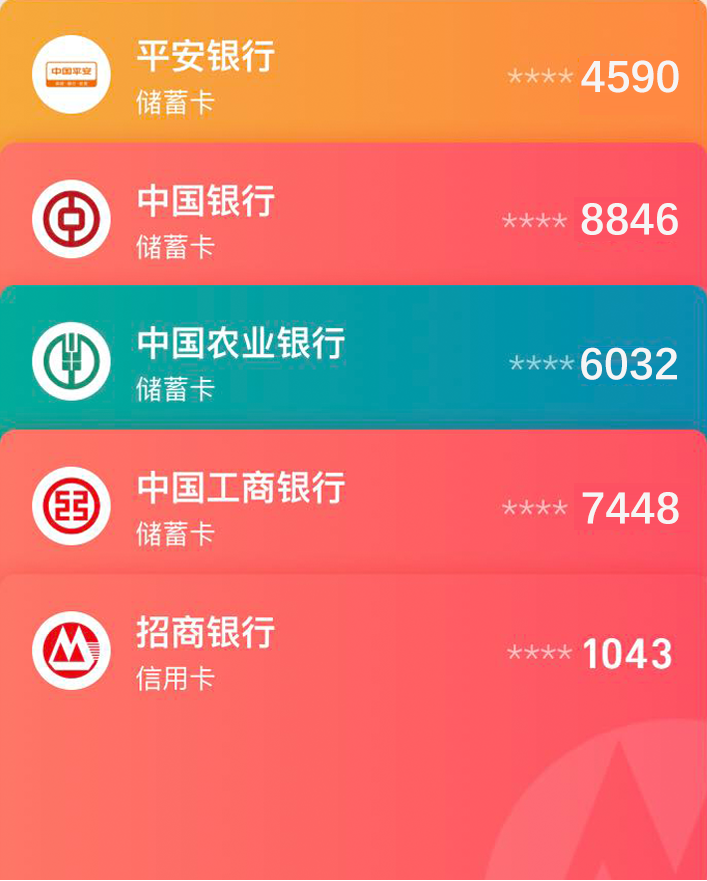 中国平安
平安银行
****4590
储蓄卡
中国银行
**** 8846
储蓄卡
中国农业银行
****6032
储蓄卡
中国工商银行
**** 7448
储蓄卡
招商银行
**** 1043
信用卡